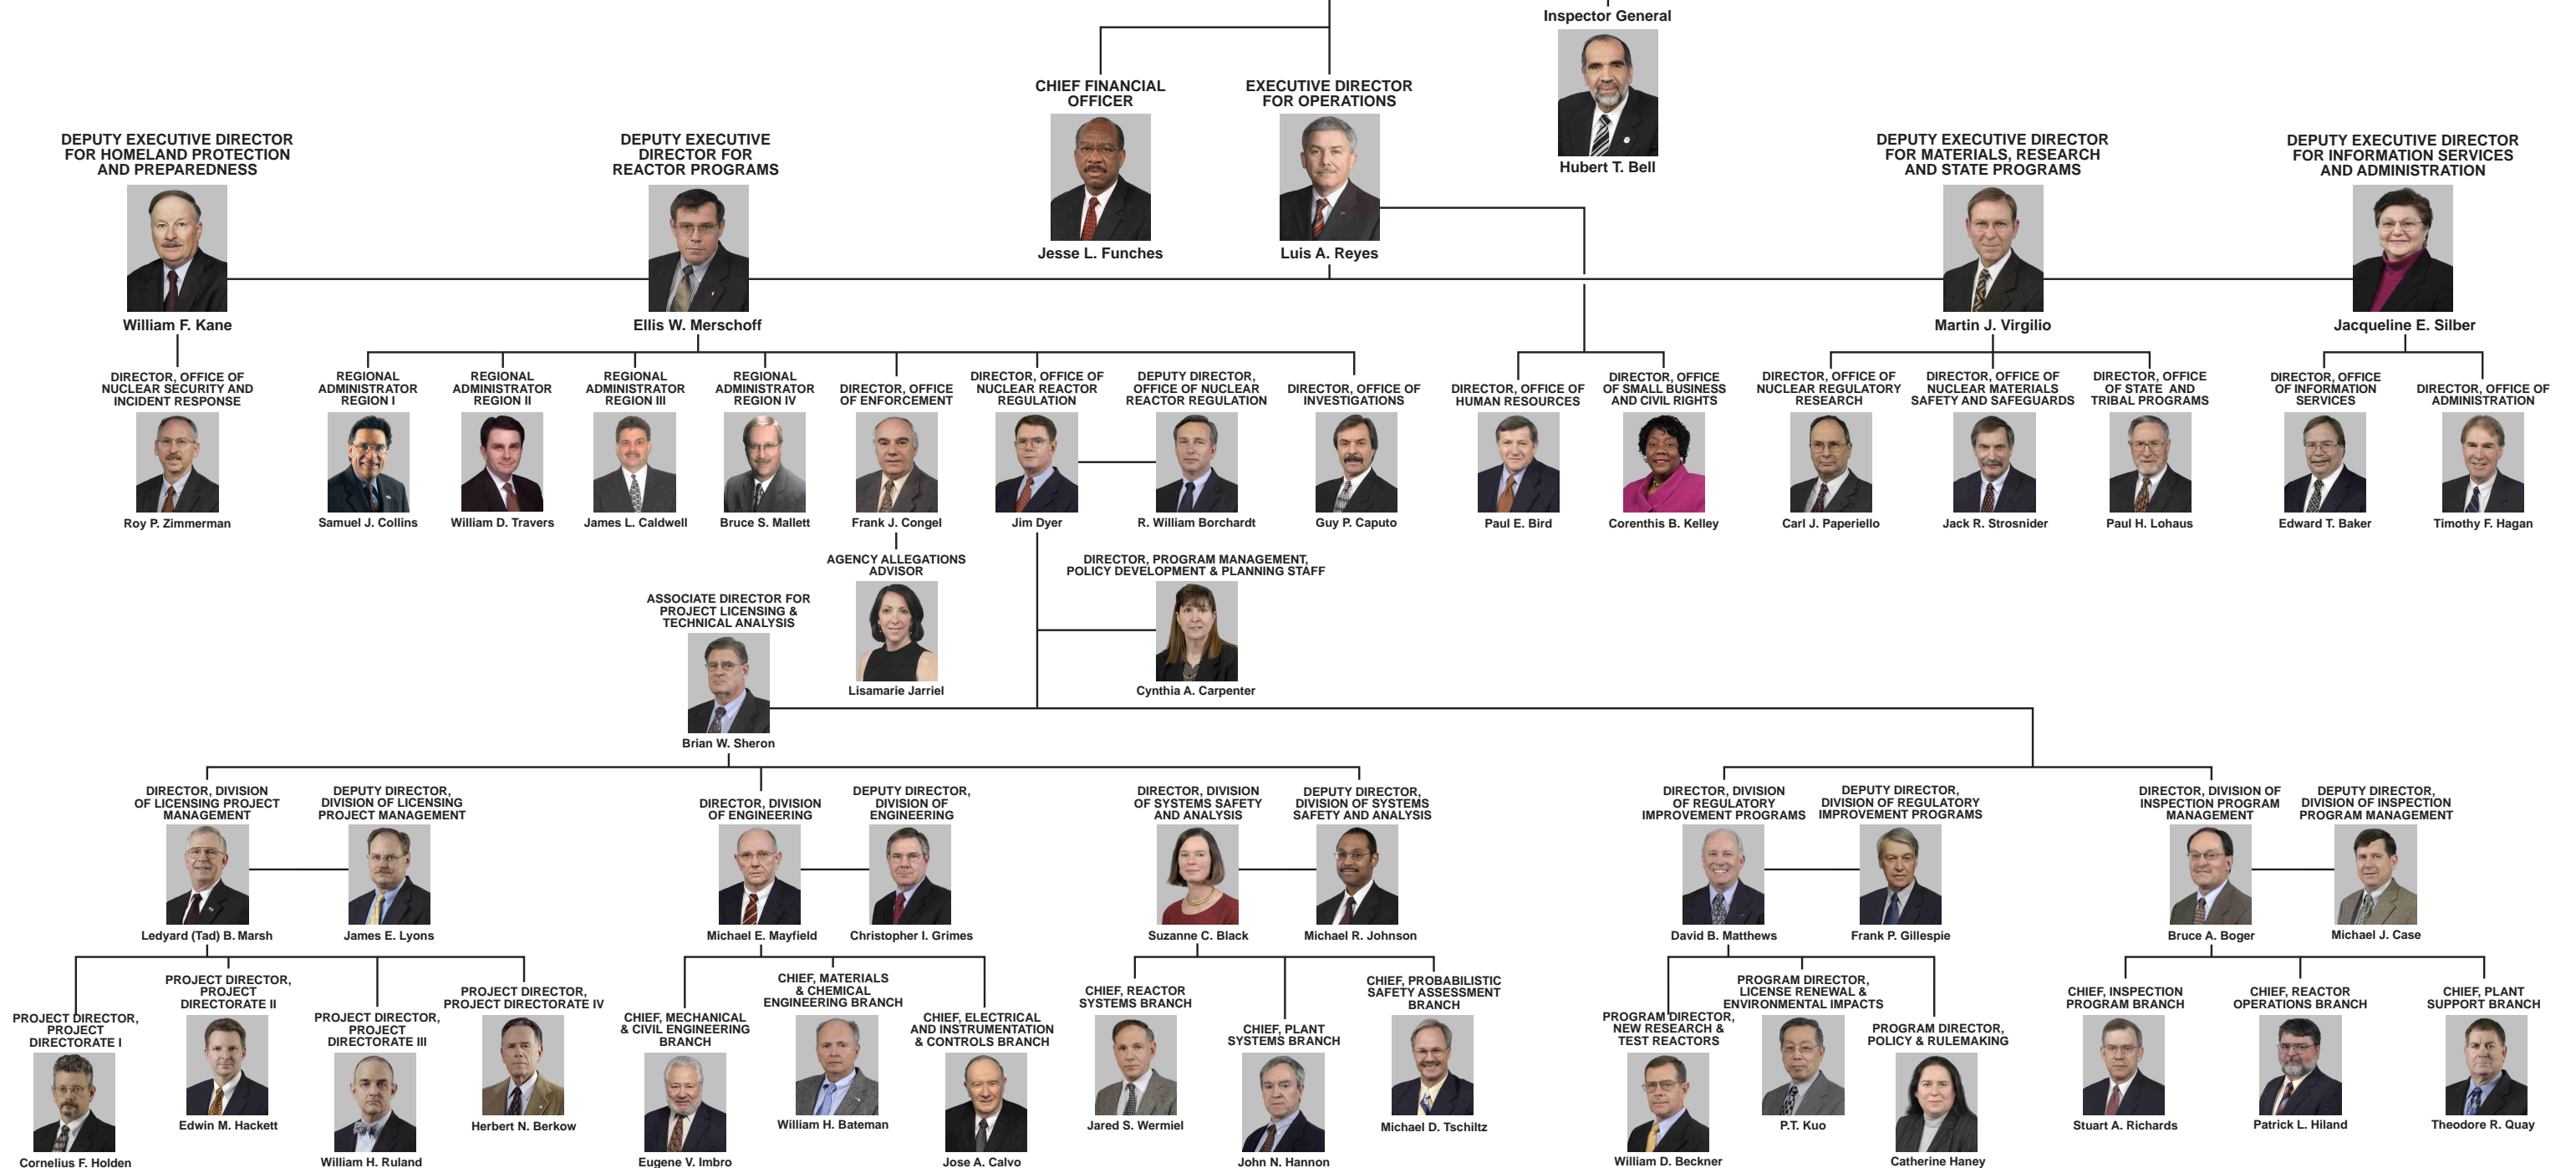 Inspector General
Hubert T. Bell
CHIEF FINANCIAL
OFFICER
Jesse L. Funches
EXECUTIVE DIRECTOR
FOR OPERATIONS
Luis A. Reyes
DEPUTY EXECUTIVE DIRECTOR
FOR HOMELAND PROTECTION
AND PREPAREDNESS
William F. Kane
DEPUTY EXECUTIVE
DIRECTOR FOR
REACTOR PROGRAMS
Ellis W. Merschoff
DEPUTY EXECUTIVE DIRECTOR
FOR MATERIALS, RESEARCH
AND STATE PROGRAMS
Martin J. Virgilio
DEPUTY EXECUTIVE DIRECTOR
FOR INFORMATION SERVICES
AND ADMINISTRATION
Jacqueline E. Silber
DIRECTOR, OFFICE OF
NUCLEAR SECURITY AND
INCIDENT RESPONSE
Roy P. Zimmerman
REGIONAL
ADMINISTRATOR
REGION I
Samuel J. Collins
REGIONAL
ADMINISTRATOR
REGION II
William D. Travers
REGIONAL
ADMINISTRATOR
REGION III
James L. Caldwell
REGIONAL
ADMINISTRATOR
REGION IV
Bruce S. Mallett
DIRECTOR, OFFICE
OF ENFORCEMENT
Frank J. Congel
DIRECTOR, OFFICE OF
NUCLEAR REACTOR
REGULATION
Jim Dyer
DEPUTY DIRECTOR,
OFFICE OF NUCLEAR
REACTOR REGULATION
R. William Borchardt
DIRECTOR, OFFICE OF
INVESTIGATIONS
Guy P. Caputo
DIRECTOR, OFFICE OF
HUMAN RESOURCES
Paul E. Bird
DIRECTOR, OFFICE
OF SMALL BUSINESS
AND CIVIL RIGHTS
Corenthis B. Kelley
DIRECTOR, OFFICE OF
NUCLEAR REGULATORY
RESEARCH
Carl J. Paperiello
DIRECTOR, OFFICE OF
NUCLEAR MATERIALS
SAFETY AND SAFEGUARDS
Jack R. Strosnider
DIRECTOR, OFFICE
OF STATE AND
TRIBAL PROGRAMS
Paul H. Lohaus
DIRECTOR, OFFICE
OF INFORMATION
SERVICES
Edward T. Baker
DIRECTOR, OFFICE OF
ADMINISTRATION
Timothy F. Hagan
AGENCY ALLEGATIONS
ADVISOR
Lisamarie Jarriel
DIRECTOR, PROGRAM MANAGEMENT,
POLICY DEVELOPMENT & PLANNING STAFF
Cynthia A. Carpenter
ASSOCIATE DIRECTOR FOR
PROJECT LICENSING &
TECHNICAL ANALYSIS
Brian W. Sheron
DIRECTOR, DIVISION
OF LICENSING PROJECT
MANAGEMENT
Ledyard (Tad) B. Marsh
DEPUTY DIRECTOR,
DIVISION OF LICENSING
PROJECT MANAGEMENT
James E. Lyons
DIRECTOR, DIVISION
OF ENGINEERING
Michael E. Mayfield
DEPUTY DIRECTOR,
DIVISION OF
ENGINEERING
Christopher I. Grimes
DIRECTOR, DIVISION
OF SYSTEMS SAFETY
AND ANALYSIS
Suzanne C. Black
DEPUTY DIRECTOR,
DIVISION OF SYSTEMS
SAFETY AND ANALYSIS
Michael R. Johnson
DIRECTOR, DIVISION
OF REGULATORY
IMPROVEMENT PROGRAMS
David B. Matthews
DEPUTY DIRECTOR,
DIVISION OF REGULATORY
IMPROVEMENT PROGRAMS
Frank P. Gillespie
DIRECTOR, DIVISION OF
INSPECTION PROGRAM
MANAGEMENT
Bruce A. Boger
DEPUTY DIRECTOR,
DIVISION OF INSPECTION
PROGRAM MANAGEMENT
Michael J. Case
PROJECT DIRECTOR,
PROJECT
DIRECTORATE I
Cornelius F. Holden
PROJECT DIRECTOR,
PROJECT
DIRECTORATE II
Edwin M. Hackett
PROJECT DIRECTOR,
PROJECT
DIRECTORATE III
William H. Ruland
PROJECT DIRECTOR,
PROJECT DIRECTORATE IV
Herbert N. Berkow
CHIEF, MECHANICAL
& CIVIL ENGINEERING
BRANCH
Eugene V. Imbro
CHIEF, MATERIALS
& CHEMICAL
ENGINEERING BRANCH
William H. Bateman
CHIEF, ELECTRICAL
AND INSTRUMENTATION
& CONTROLS BRANCH
Jose A. Calvo
CHIEF, REACTOR
SYSTEMS BRANCH
Jared S. Wermiel
CHIEF, PLANT
SYSTEMS BRANCH
John N. Hannon
CHIEF, PROBABILISTIC
SAFETY ASSESSMENT
BRANCH
Michael D. Tschiltz
PROGRAM DIRECTOR,
NEW RESEARCH &
TEST REACTORS
William D. Beckner
PROGRAM DIRECTOR,
LICENSE RENEWAL &
ENVIRONMENTAL IMPACTS
P.T. Kuo
PROGRAM DIRECTOR,
POLICY & RULEMAKING
Catherine Haney
CHIEF, INSPECTION
PROGRAM BRANCH
Stuart A. Richards
CHIEF, REACTOR
OPERATIONS BRANCH
Patrick L. Hiland
CHIEF, PLANT
SUPPORT BRANCH
Theodore R. Quay